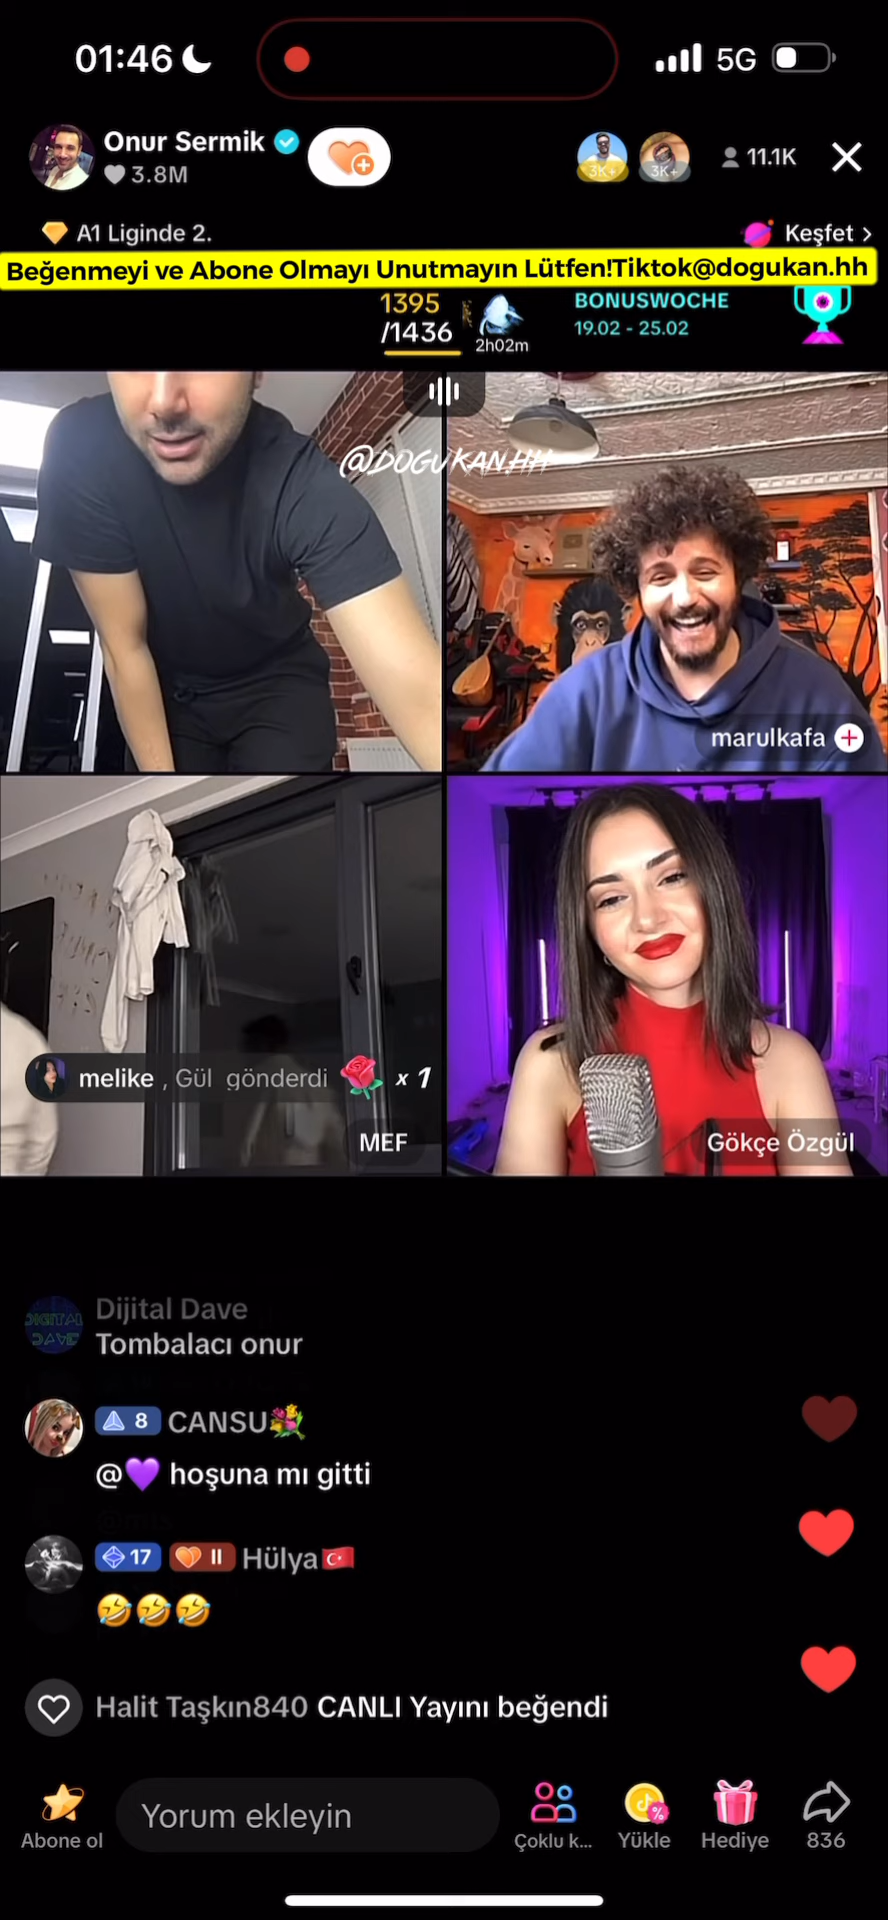 01:46
5G
Onur Sermik
3.8M
3K+
3K+
11.1K
A1 Liginde 2.
Keşfet >
Beğenmeyi ve Abone Olmayı Unutmayın Lütfen!Tiktok@dogukan.hh
1395
/1436
2h02m
BONUSWOCHE
19.02 - 25.02
@DOGUKAN.HH
marulkafa
melike , Gül gönderdi x 1
MEF
Gökçe Özgül
DIGITAL
DAVE
Dijital Dave
Tombalacı onur
8 CANSU💐
@💜 hoşuna mı gitti
17 II Hülya🇹🇷
🤣🤣🤣
Halit Taşkın840 CANLI Yayını beğendi
Abone ol
Yorum ekleyin
Çoklu k...
Yükle
Hediye
836